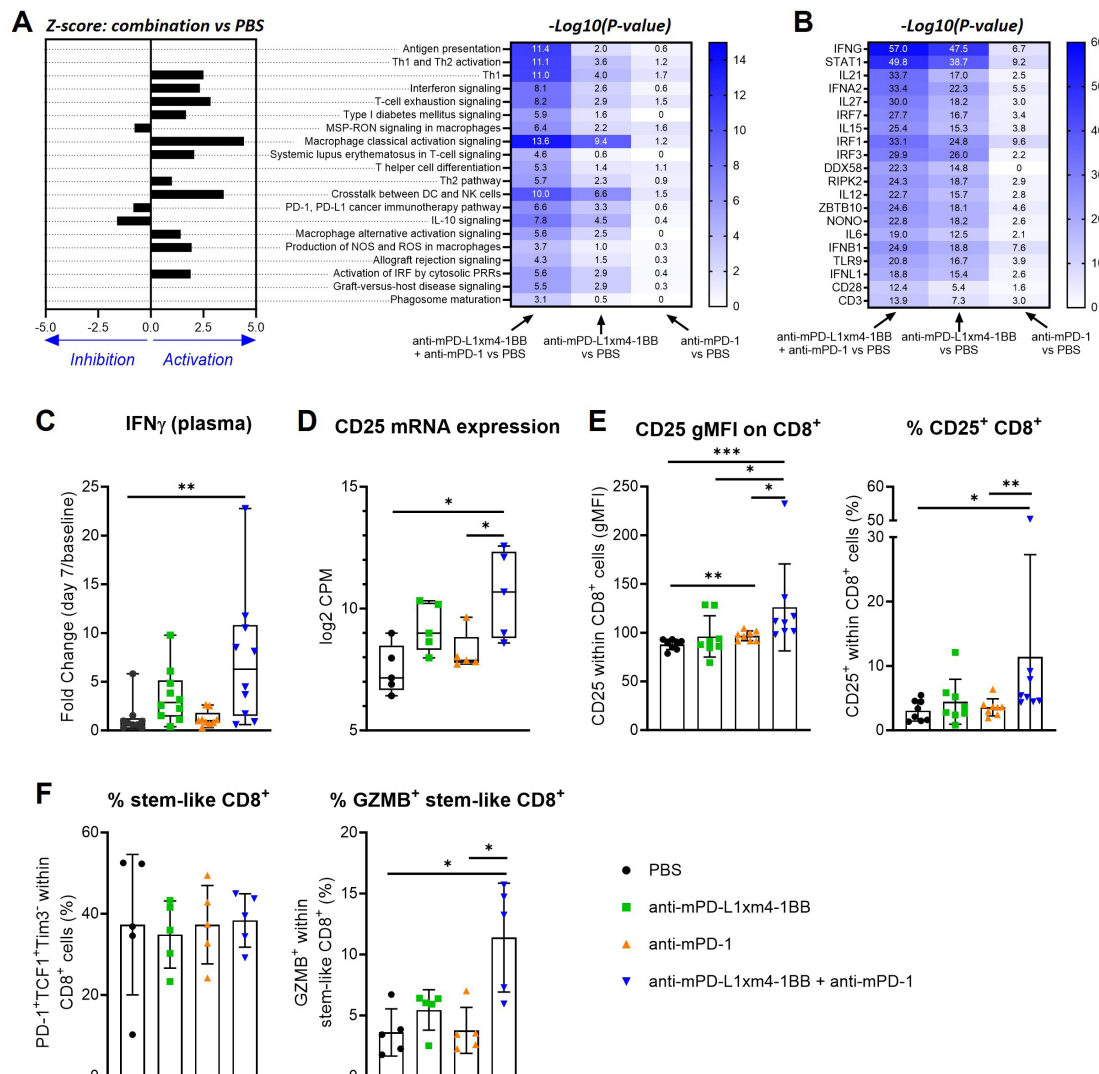 A
Z-score: combination vs PBS
-Log10(P-value)
Antigen presentation 11.4 2.0 0.6
Th1 and Th2 activation 11.1 3.6 1.2
Th1 11.0 4.0 1.7
Interferon signaling 8.1 2.6 0.6
T-cell exhaustion signaling 8.2 2.9 1.5
Type I diabetes mellitus signaling 5.9 1.6 0
MSP-RON signaling in macrophages 6.4 2.2 1.6
Macrophage classical activation signaling 13.6 9.4 1.2
Systemic lupus erythematosus in T-cell signaling 4.6 0.6 0
T helper cell differentiation 5.3 1.4 1.1
Th2 pathway 5.7 2.3 0.9
Crosstalk between DC and NK cells 10.0 6.6 1.5
PD-1, PD-L1 cancer immunotherapy pathway 6.6 3.3 0.6
IL-10 signaling 7.8 4.5 0.4
Macrophage alternative activation signaling 5.6 2.5 0
Production of NOS and ROS in macrophages 3.7 1.0 0.3
Allograft rejection signaling 4.3 1.5 0.3
Activation of IRF by cytosolic PRRs 5.6 2.9 0.4
Graft-versus-host disease signaling 5.5 2.9 0.3
Phagosome maturation 3.1 0.5 0
-5.0 -2.5 0.0 2.5 5.0
Inhibition Activation
14
12
10
8
6
4
2
0
anti-mPD-L1xm4-1BB
+ anti-mPD-1 vs PBS
anti-mPD-L1xm4-1BB
vs PBS
anti-mPD-1
vs PBS
B
-Log10(P-value)
IFNG 57.0 47.5 6.7
STAT1 49.8 38.7 9.2
IL21 33.7 17.0 2.5
IFNA2 33.4 22.3 5.5
IL27 30.0 18.2 3.0
IRF7 27.7 16.7 3.4
IL15 25.4 15.3 3.8
IRF1 33.1 24.8 9.6
IRF3 29.9 26.0 2.2
DDX58 22.3 14.8 0
RIPK2 24.3 18.7 2.9
IL12 22.7 15.7 2.8
ZBTB10 24.6 18.1 4.6
NONO 22.8 18.2 2.6
IL6 19.0 12.5 2.1
IFNB1 24.9 18.8 7.6
TLR9 20.8 16.7 3.9
IFNL1 18.8 15.4 2.6
CD28 12.4 5.4 1.6
CD3 13.9 7.3 3.0
60
50
40
30
20
10
0
anti-mPD-L1xm4-1BB
+ anti-mPD-1 vs PBS
anti-mPD-L1xm4-1BB
vs PBS
anti-mPD-1
vs PBS
C
IFNγ (plasma)
Fold Change (day 7/baseline)
25
20
15
10
5
0
**
D
CD25 mRNA expression
log2 CPM
15
10
5
*
*
E
CD25 gMFI on CD8+
CD25 within CD8+ cells (gMFI)
250
200
150
100
50
0
***
*
*
**
% CD25+ CD8+
CD25+ within CD8+ cells (%)
60
50
30
20
10
0
**
*
F
% stem-like CD8+
PD-1+TCF1+Tim3- within
CD8+ cells (%)
60
40
20
0
% GZMB+ stem-like CD8+
GZMB+ within
stem-like CD8+ (%)
20
15
10
5
0
*
*
PBS
anti-mPD-L1xm4-1BB
anti-mPD-1
anti-mPD-L1xm4-1BB + anti-mPD-1